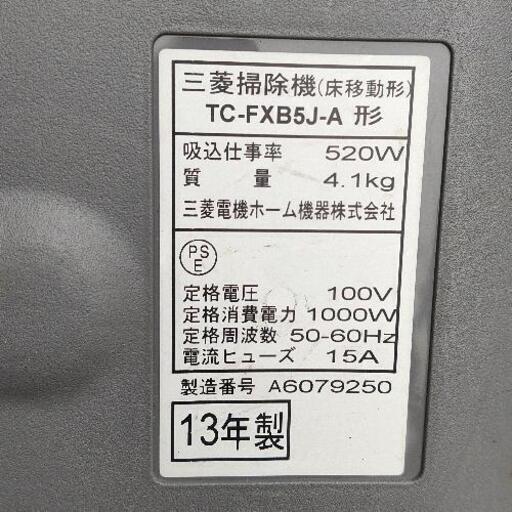 三菱掃除機(床移動形)
TC-FXB5J-A 形
吸込仕事率 520W
質 量 4.1kg
三菱電機ホーム機器株式会社
PS
E
定格電圧 100V
定格消費電力 1000W
定格周波数 50-60Hz
電流ヒューズ 15A
製造番号 A6079250
13年製